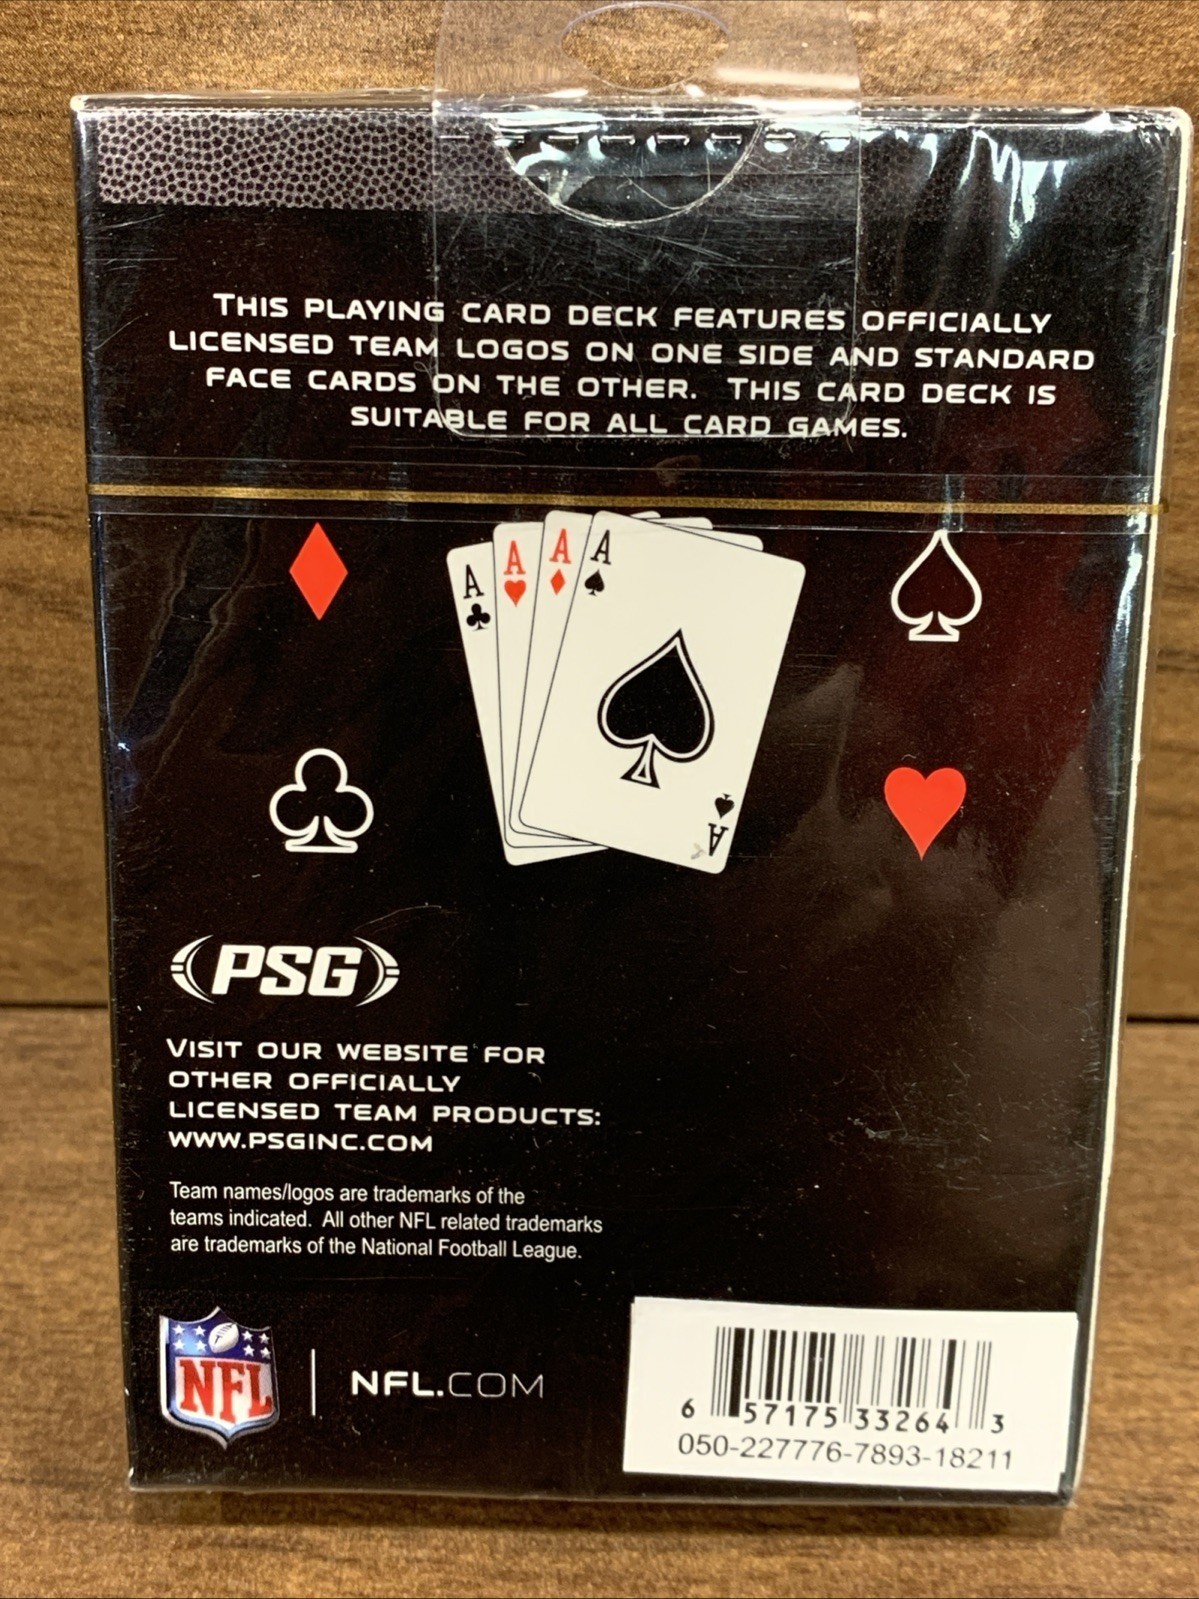 THIS PLAYING CARD DECK FEATURES OFFICIALLY
LICENSED TEAM LOGOS ON ONE SIDE AND STANDARD
FACE CARDS ON THE OTHER. THIS CARD DECK IS
SUITABLE FOR ALL CARD GAMES.
A
A
A
A
A
PSG
VISIT OUR WEBSITE FOR
OTHER OFFICIALLY
LICENSED TEAM PRODUCTS:
WWW.PSGINC.COM
Team names/logos are trademarks of the
teams indicated. All other NFL related trademarks
are trademarks of the National Football League.
NFL
NFL.COM
6 57175 33264 3
050-227776-7893-18211